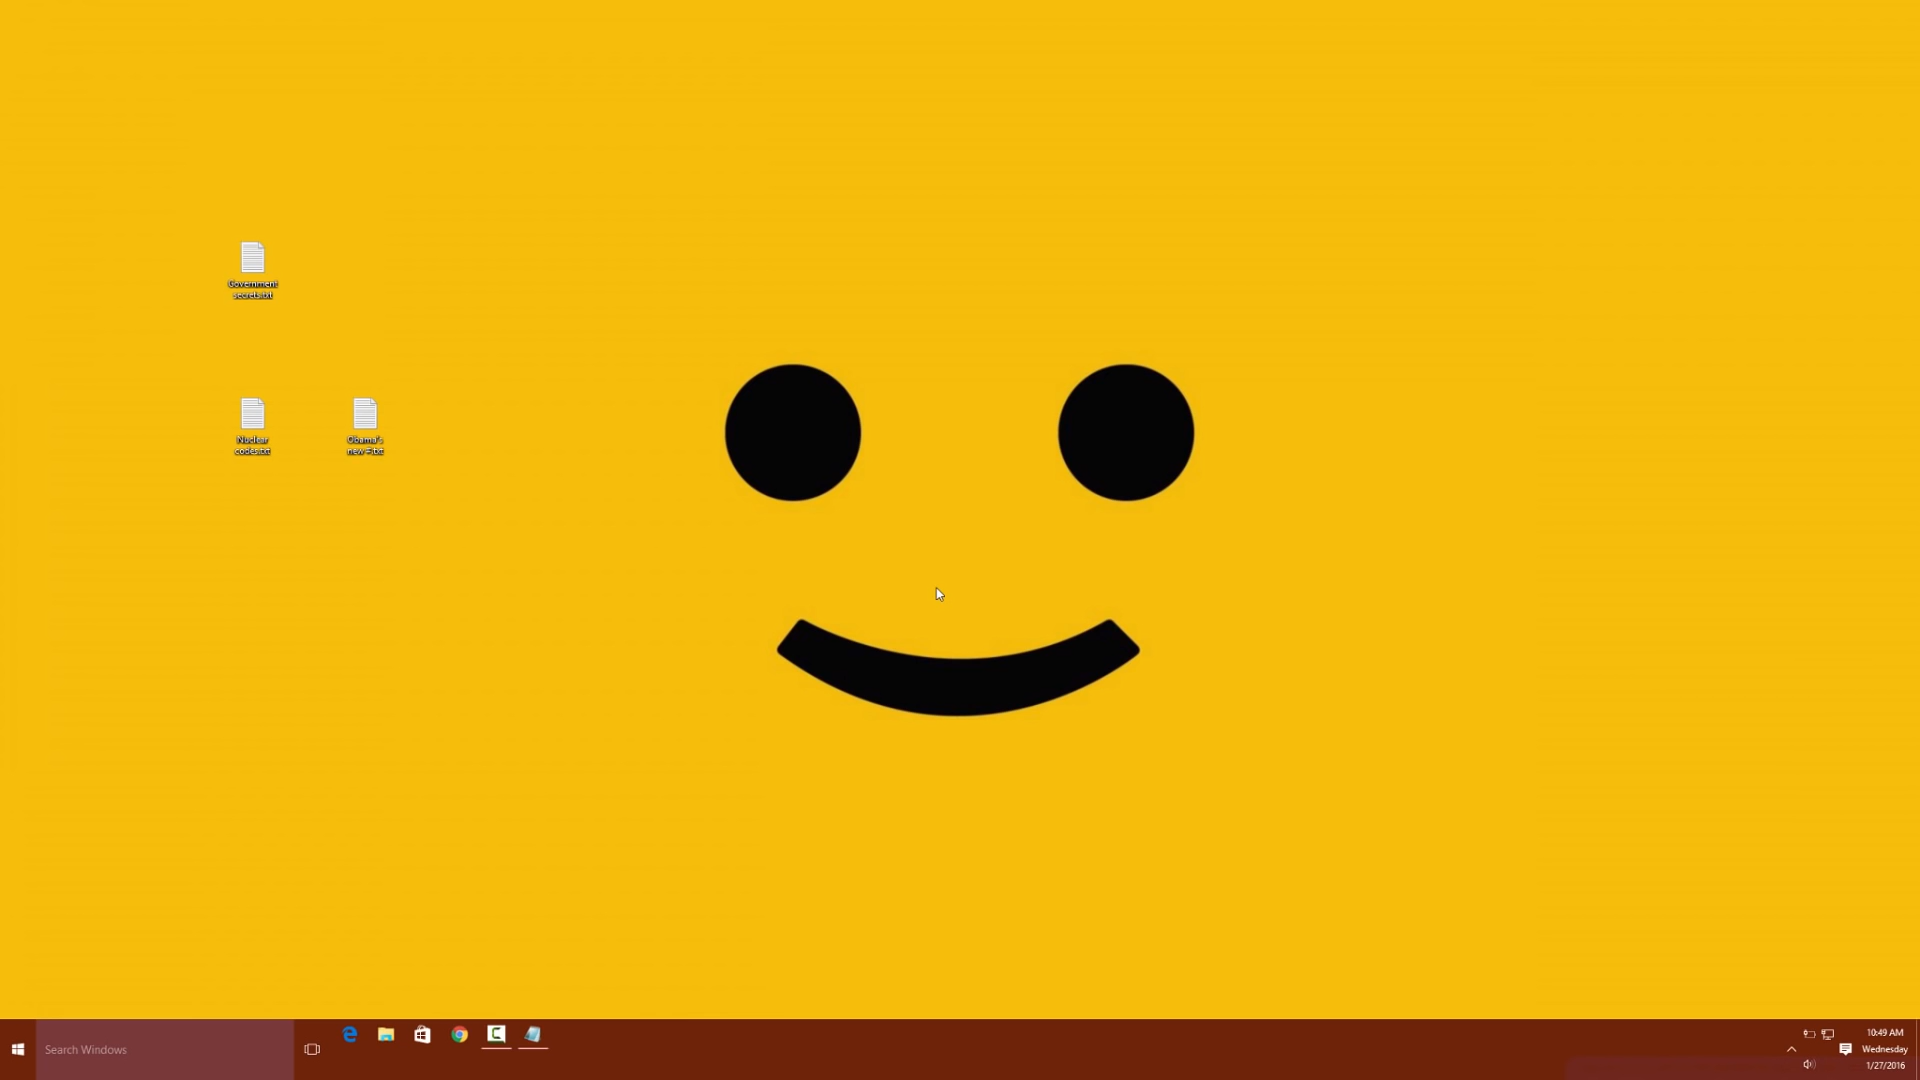 Government
secrets.txt
Nuclear
codes.txt
Obama's
new #.txt
Search Windows
10:49 AM
Wednesday
1/27/2016